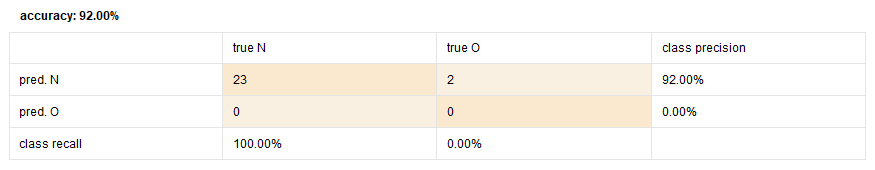 accuracy: 92.00%
true N true O class precision
pred. N 23 2 92.00%
pred. O 0 0 0.00%
class recall 100.00% 0.00%